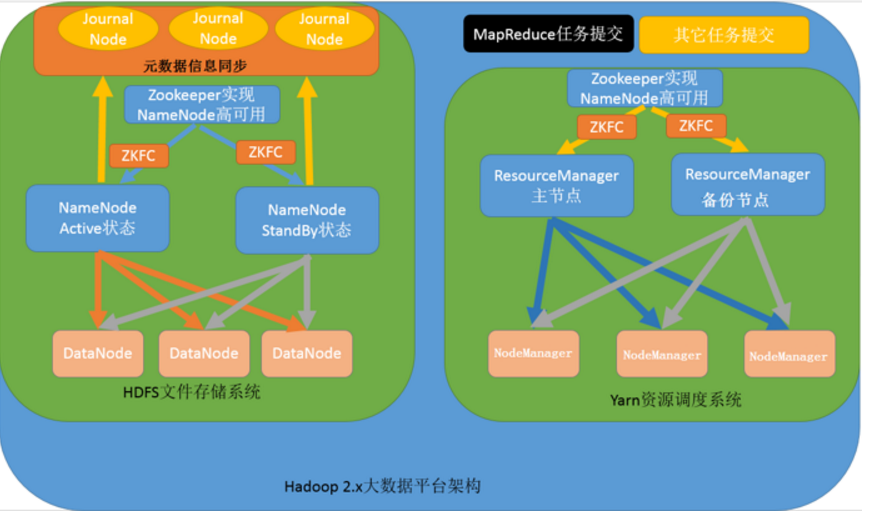 Journal
Node
Journal
Node
Journal
Node
元数据信息同步
Zookeeper实现
NameNode高可用
ZKFC
ZKFC
NameNode
Active状态
NameNode
StandBy状态
DataNode
DataNode
DataNode
HDFS文件存储系统
MapReduce任务提交
其它任务提交
Zookeeper实现
NameNode高可用
ZKFC
ZKFC
ResourceManager
主节点
ResourceManager
备份节点
NodeManager
NodeManager
NodeManager
Yarn资源调度系统
Hadoop 2.x大数据平台架构